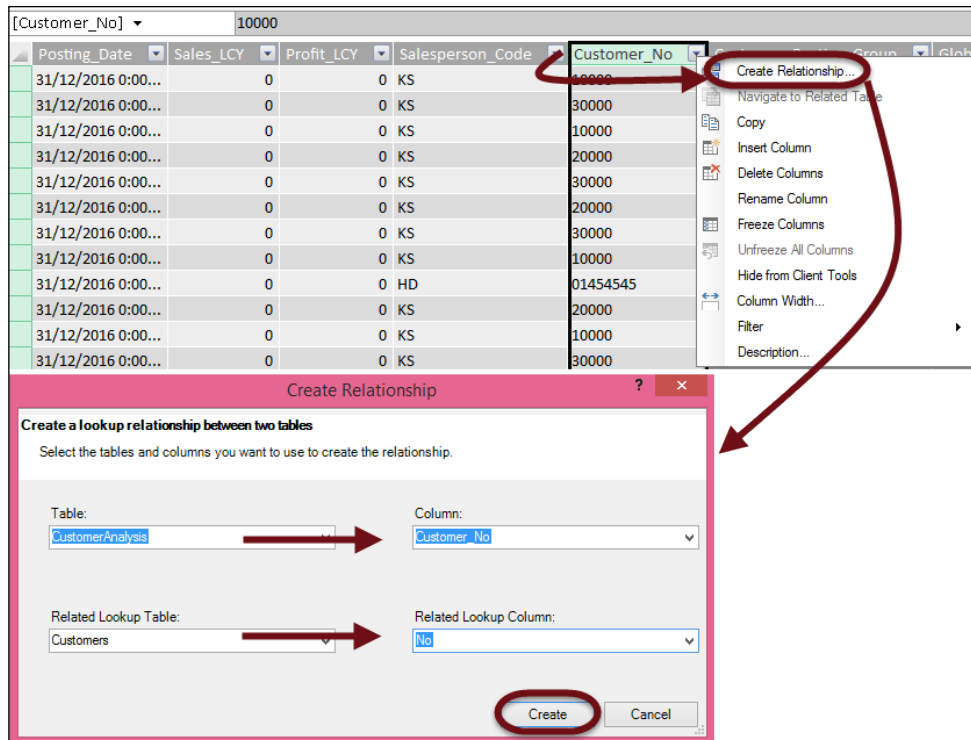 [Customer_No] 10000
Posting_Date Sales_LCY Profit_LCY Salesperson_Code Customer_No
31/12/2016 0:00... 0 0 KS 10000
31/12/2016 0:00... 0 0 KS 30000
31/12/2016 0:00... 0 0 KS 10000
31/12/2016 0:00... 0 0 KS 20000
31/12/2016 0:00... 0 0 KS 30000
31/12/2016 0:00... 0 0 KS 20000
31/12/2016 0:00... 0 0 KS 30000
31/12/2016 0:00... 0 0 KS 10000
31/12/2016 0:00... 0 0 HD 01454545
31/12/2016 0:00... 0 0 KS 20000
31/12/2016 0:00... 0 0 KS 10000
31/12/2016 0:00... 0 0 KS 30000
Create Relationship...
Navigate to Related Table
Copy
Insert Column
Delete Columns
Rename Column
Freeze Columns
Unfreeze All Columns
Hide from Client Tools
Column Width...
Filter
Description...
Create Relationship ?
Create a lookup relationship between two tables
Select the tables and columns you want to use to create the relationship.
Table: Column:
CustomerAnalysis Customer_No
Related Lookup Table: Related Lookup Column:
Customers No
Create Cancel